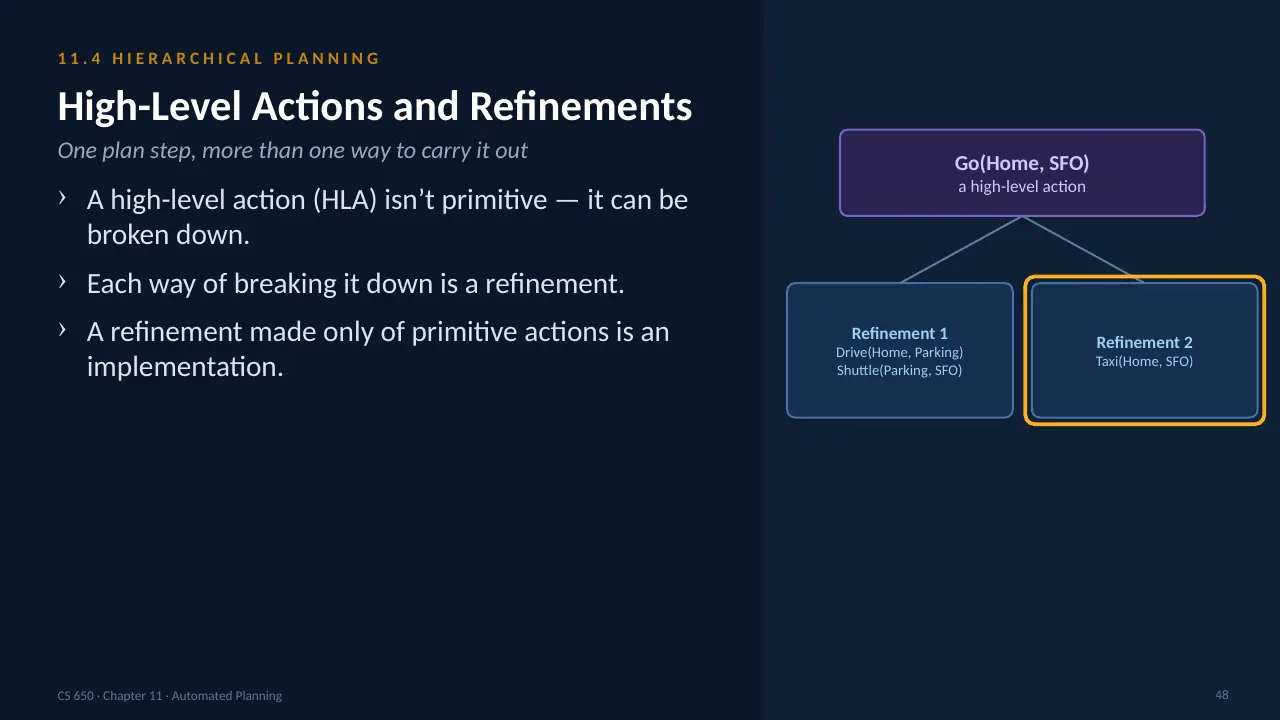 11.4 HIERARCHICAL PLANNING
High-Level Actions and Refinements
One plan step, more than one way to carry it out
› A high-level action (HLA) isn’t primitive — it can be
broken down.
› Each way of breaking it down is a refinement.
› A refinement made only of primitive actions is an
implementation.
Go(Home, SFO)
a high-level action
Refinement 1
Drive(Home, Parking)
Shuttle(Parking, SFO)
Refinement 2
Taxi(Home, SFO)
CS 650 · Chapter 11 · Automated Planning
48